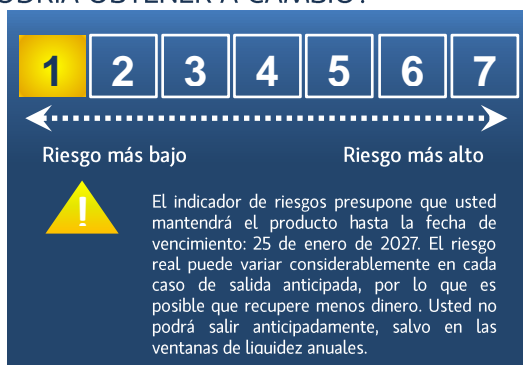 ODRÍA OBTENER A CAMBIO?
1 2 3 4 5 6 7
Riesgo más bajo Riesgo más alto
!
El indicador de riesgos presupone que usted
mantendrá el producto hasta la fecha de
vencimiento: 25 de enero de 2027. El riesgo
real puede variar considerablemente en cada
caso de salida anticipada, por lo que es
posible que recupere menos dinero. Usted no
podrá salir anticipadamente, salvo en las
ventanas de liquidez anuales.